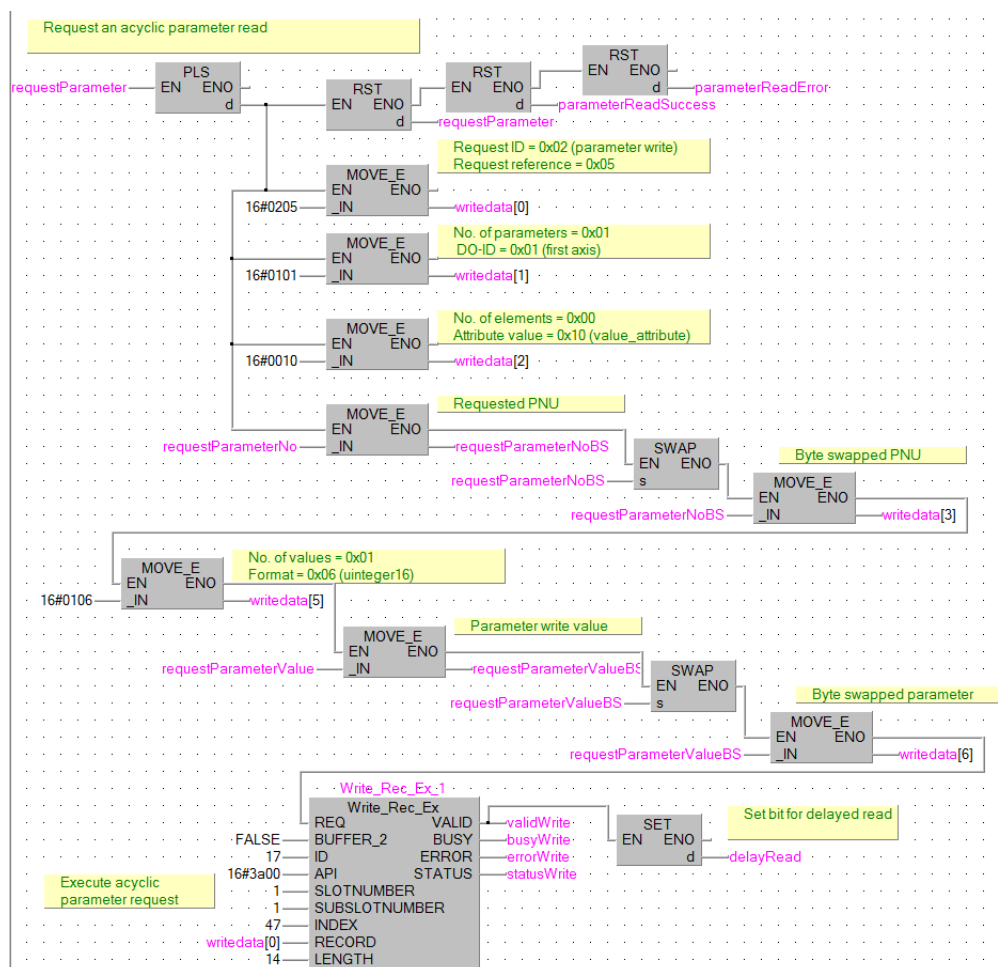 Request an acyclic parameter read
requestParameter
PLS
EN ENO
d
RST
EN ENO
d
requestParameter
RST
EN ENO
d
parameterReadSuccess
RST
EN ENO
d
parameterReadError
Request ID = 0x02 (parameter write)
Request reference = 0x05
MOVE_E
EN ENO
16#0205
_IN
writedata[0]
No. of parameters = 0x01
DO-ID = 0x01 (first axis)
MOVE_E
EN ENO
16#0101
_IN
writedata[1]
No. of elements = 0x00
Attribute value = 0x10 (value_attribute)
MOVE_E
EN ENO
16#0010
_IN
writedata[2]
Requested PNU
MOVE_E
EN ENO
requestParameterNo
_IN
requestParameterNoBS
SWAP
EN ENO
requestParameterNoBS
s
Byte swapped PNU
MOVE_E
EN ENO
requestParameterNoBS
_IN
writedata[3]
No. of values = 0x01
Format = 0x06 (uinteger16)
MOVE_E
EN ENO
16#0106
_IN
writedata[5]
Parameter write value
MOVE_E
EN ENO
requestParameterValue
_IN
requestParameterValueBS
SWAP
EN ENO
requestParameterValueBS
s
Byte swapped parameter
MOVE_E
EN ENO
requestParameterValueBS
_IN
writedata[6]
Write_Rec_Ex_1
Write_Rec_Ex
REQ VALID
validWrite
FALSE
BUFFER_2 BUSY
busyWrite
17
ID ERROR
errorWrite
16#3a00
API STATUS
statusWrite
1
SLOTNUMBER
1
SUBSLOTNUMBER
47
INDEX
writedata[0]
RECORD
14
LENGTH
Execute acyclic
parameter request
SET
EN ENO
d
delayRead
Set bit for delayed read